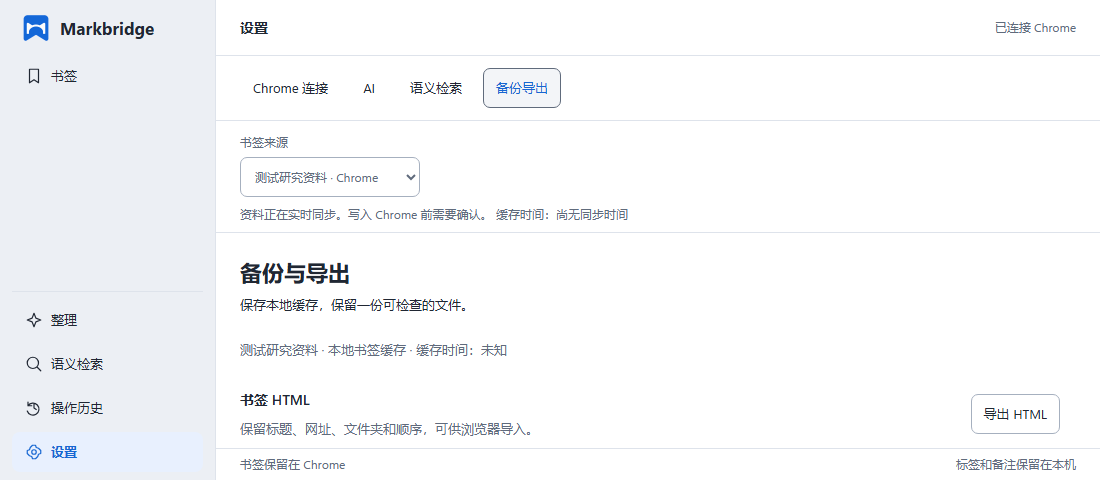 Markbridge
书签
整理
语义检索
操作历史
设置
设置
已连接 Chrome
Chrome 连接
AI
语义检索
备份导出
书签来源
测试研究资料 · Chrome
资料正在实时同步。写入 Chrome 前需要确认。 缓存时间：尚无同步时间
备份与导出
保存本地缓存，保留一份可检查的文件。
测试研究资料 · 本地书签缓存 · 缓存时间：未知
书签 HTML
保留标题、网址、文件夹和顺序，可供浏览器导入。
导出 HTML
书签保留在 Chrome
标签和备注保留在本机